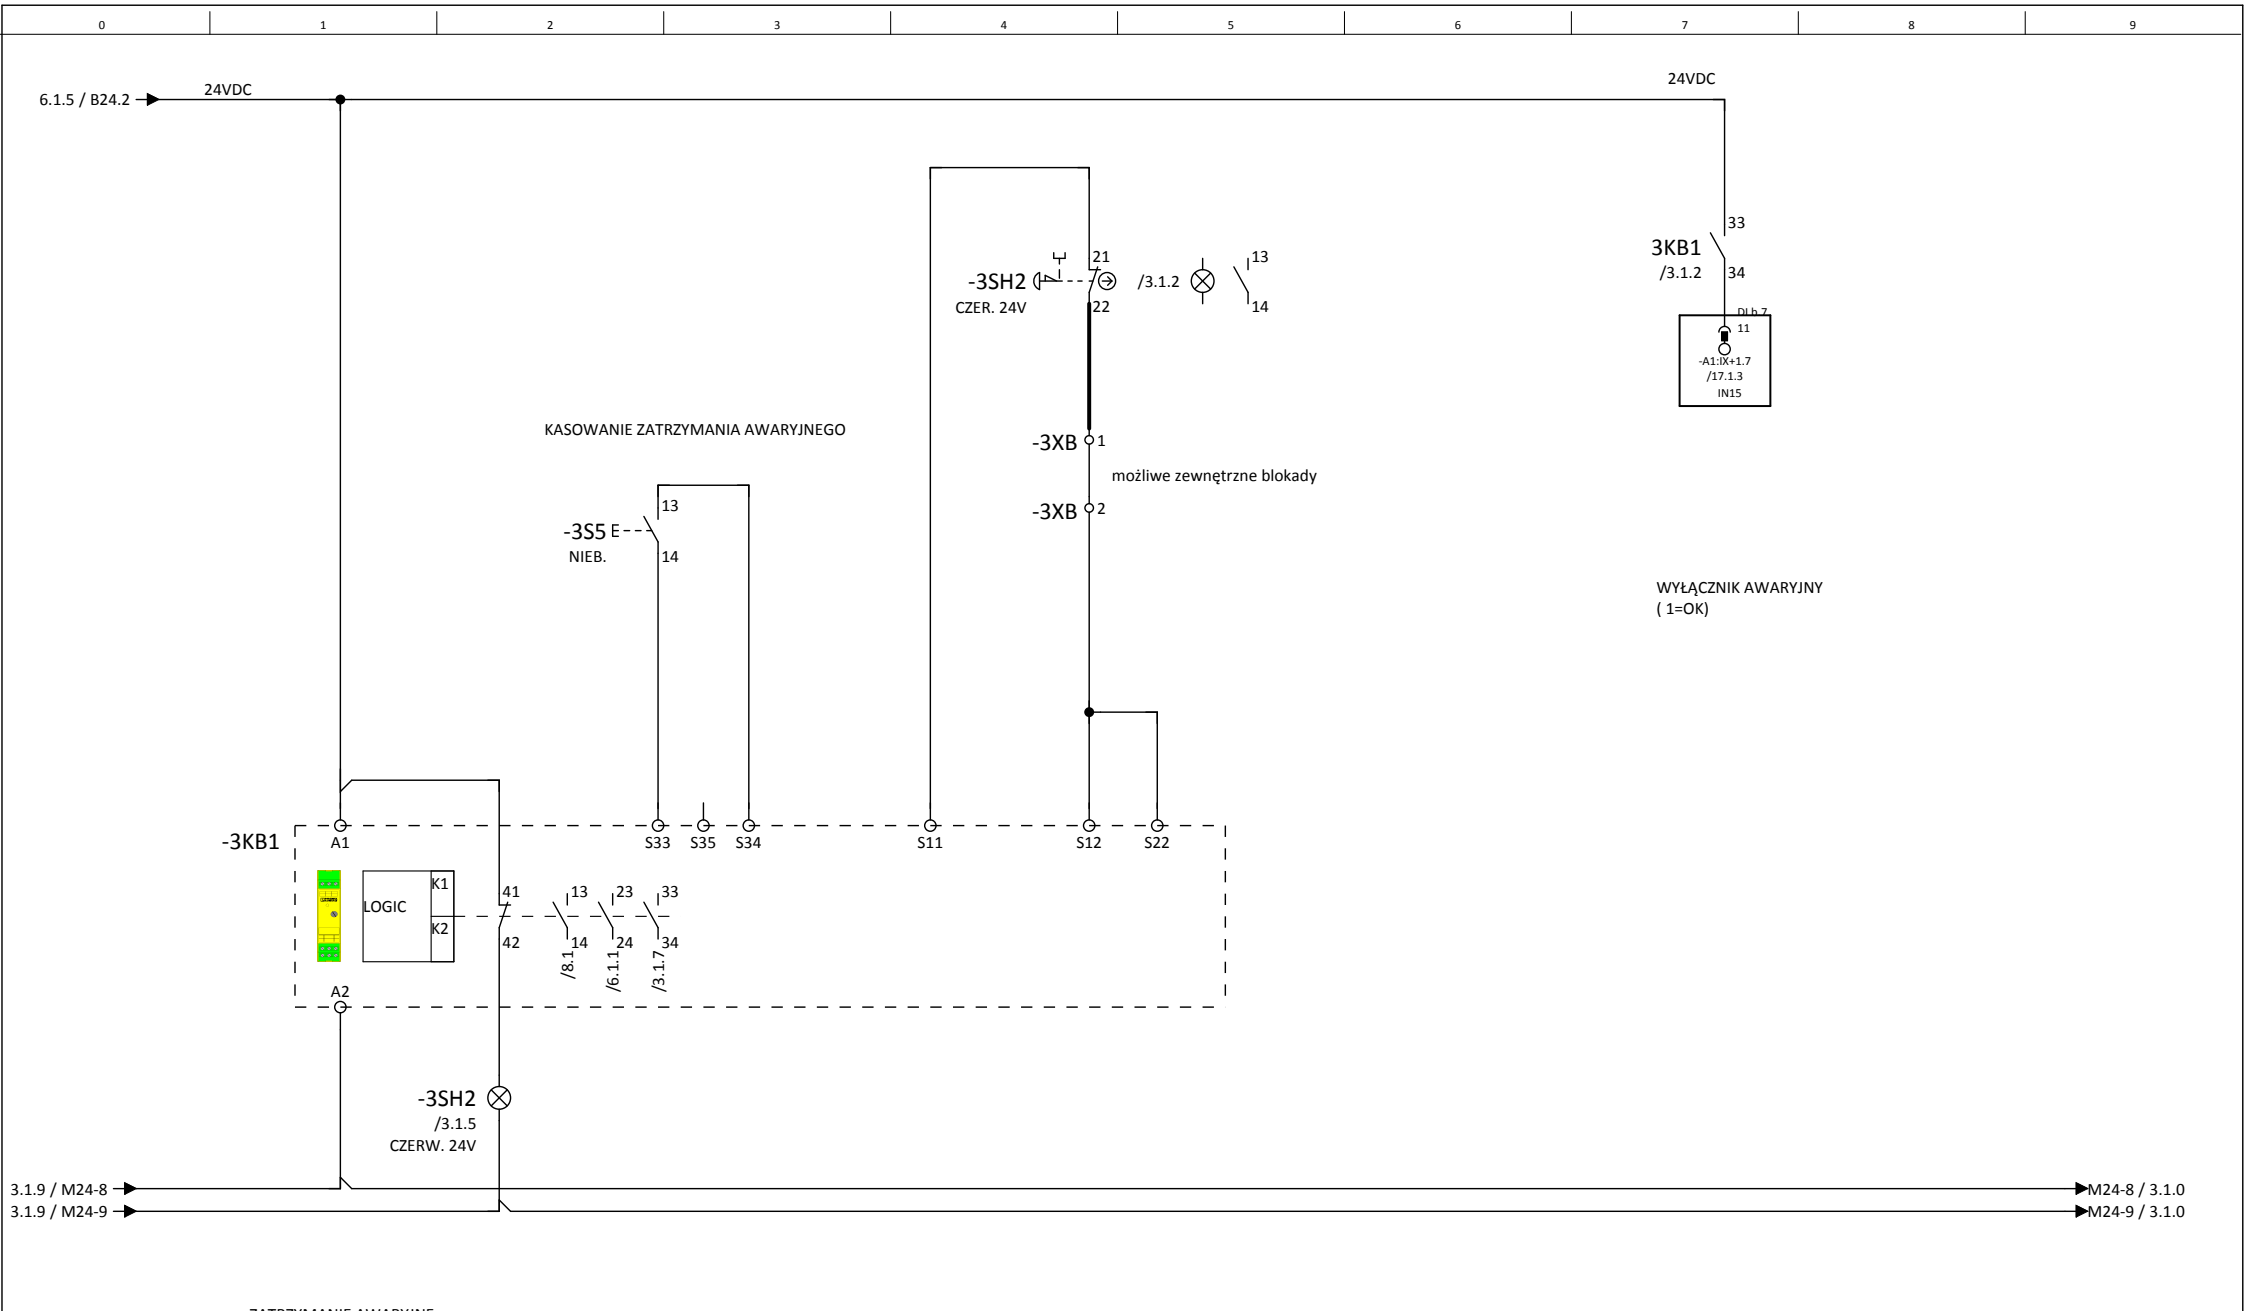 0 1 2 3 4 5 6 7 8 9
24VDC
24VDC
6.1.5 / B24.2
33
3KB1
/3.1.2
34
21
-3SH2
/3.1.2
13
CZER. 24V
22
14
11
-A1:IX+1.7
/17.1.3
IN15
KASOWANIE ZATRZYMANIA AWARYJNEGO
-3XB 1
możliwe zewnętrzne blokady
-3XB 2
13
-3S5
NIEB.
14
WYŁĄCZNIK AWARYJNY
( 1=OK)
-3KB1
A1 S33 S35 S34 S11 S12 S22
K1
LOGIC
K2
41 13 23 33
42 14 24 34
/8.1 /6.1.1 /3.1.7
A2
-3SH2
/3.1.5
CZERW. 24V
3.1.9 / M24-8
M24-8 / 3.1.0
3.1.9 / M24-9
M24-9 / 3.1.0
ZATRZYMANIE AWARYJNE